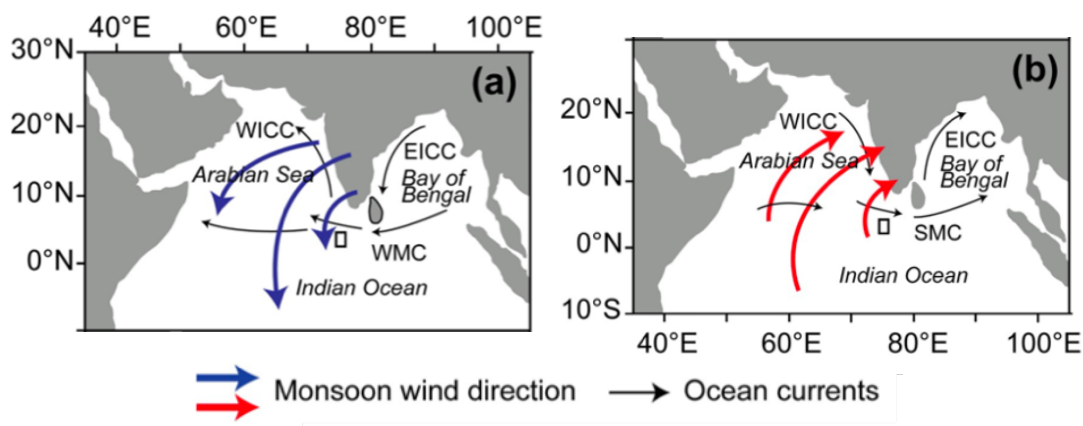 40°E 60°E 80°E 100°E
30°N
20°N
10°N
0°N
(a)
WICC
Arabian Sea
EICC
Bay of
Bengal
WMC
Indian Ocean
20°N
10°N
0°N
10°S
(b)
WICC
Arabian Sea
EICC
Bay of
Bengal
SMC
Indian Ocean
40°E 60°E 80°E 100°E
Monsoon wind direction
Ocean currents